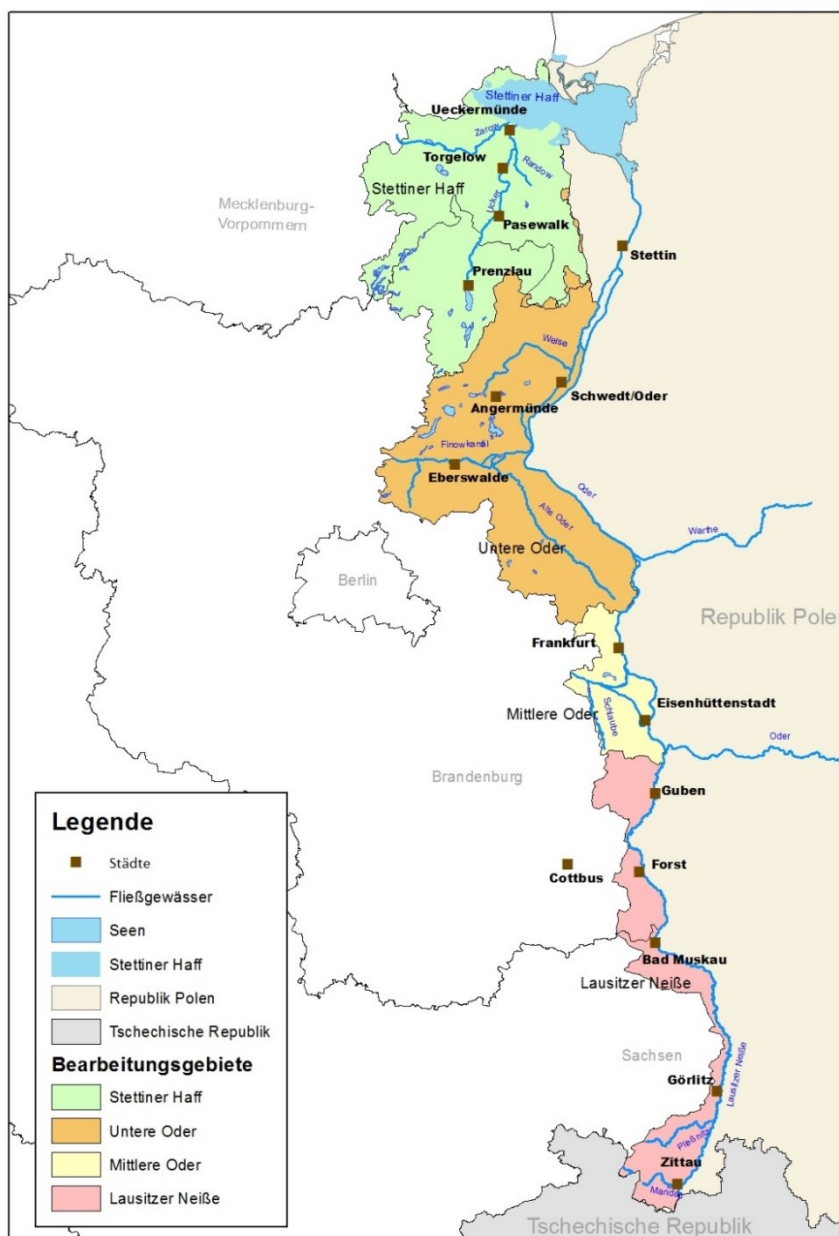 Stettiner Haff
Ueckermünde
Zarow
Torgelow
Randow
Stettiner Haff
Mecklenburg-
Vorpommern
Ucker
Pasewalk
Stettin
Prenzlau
Welse
Schwedt/Oder
Angermünde
Finowkanal
Eberswalde
Oder
Alte Oder
Warthe
Untere Oder
Berlin
Republik Polen
Frankfurt
Eisenhüttenstadt
Mittlere Oder
Schlaube
Oder
Brandenburg
Guben
Cottbus
Forst
Bad Muskau
Lausitzer Neiße
Sachsen
Görlitz
Lausitzer Neiße
Pließnitz
Zittau
Mandau
Tschechische Republik
Legende
Städte
Fließgewässer
Seen
Stettiner Haff
Republik Polen
Tschechische Republik
Bearbeitungsgebiete
Stettiner Haff
Untere Oder
Mittlere Oder
Lausitzer Neiße